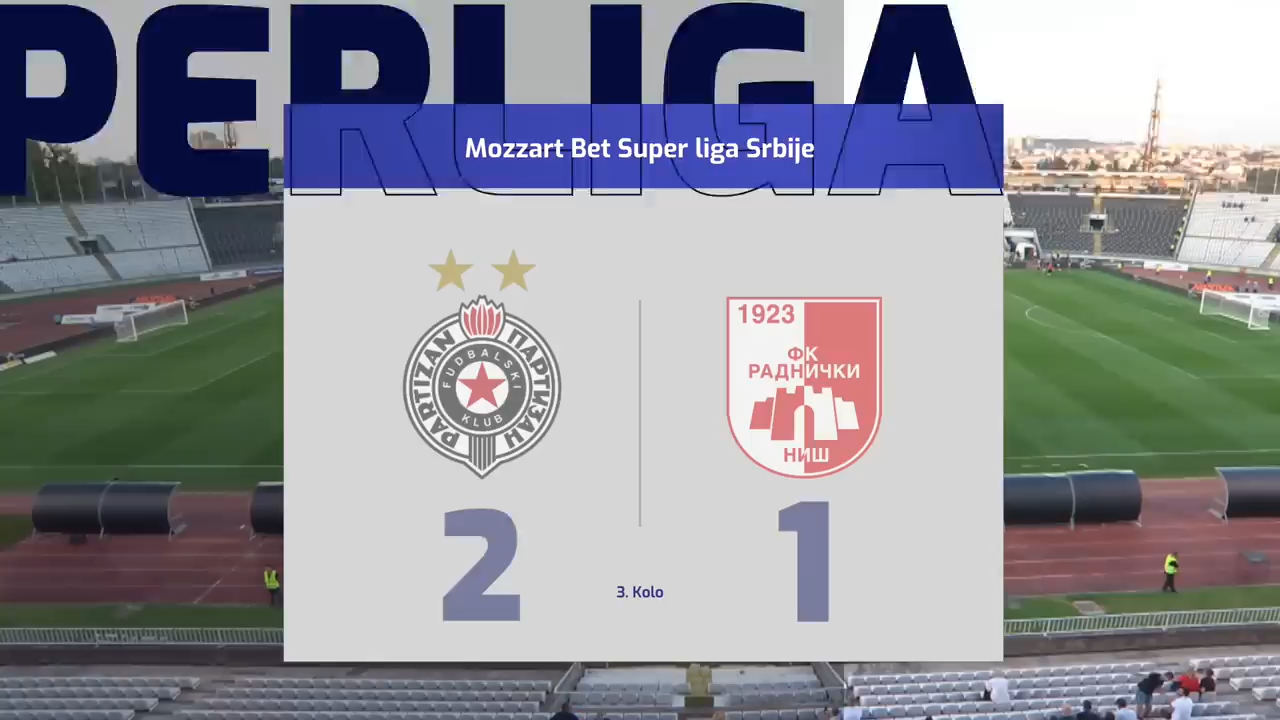 PERLIGA
Mozzart Bet Super liga Srbije
PARTIZAN ПАРТИЗАН
FUDBALSKI
KLUB
1923
ФК
РАДНИЧКИ
НИШ
2
1
3. Kolo